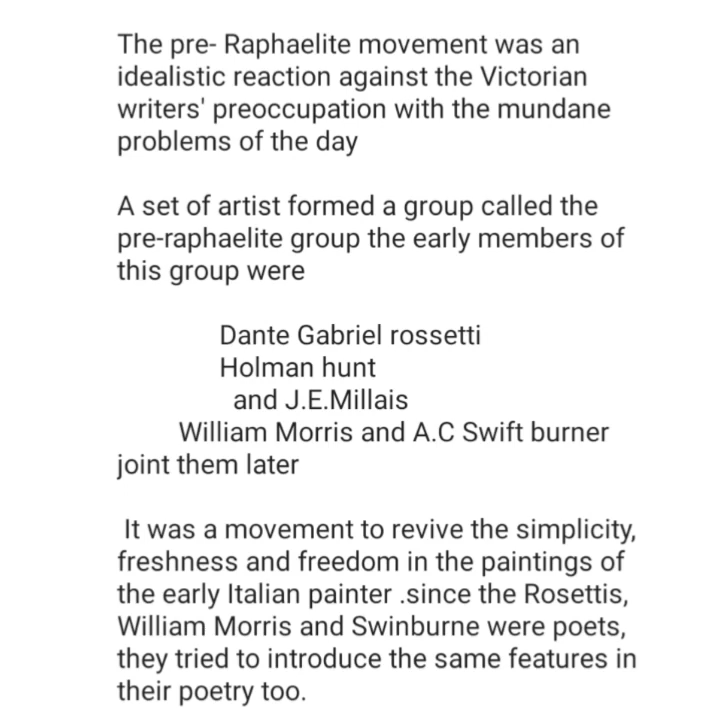 The pre- Raphaelite movement was an
idealistic reaction against the Victorian
writers' preoccupation with the mundane
problems of the day
A set of artist formed a group called the
pre-raphaelite group the early members of
this group were
Dante Gabriel rossetti
Holman hunt
and J.E.Millais
William Morris and A.C Swift burner
joint them later
It was a movement to revive the simplicity,
freshness and freedom in the paintings of
the early Italian painter .since the Rosettis,
William Morris and Swinburne were poets,
they tried to introduce the same features in
their poetry too.